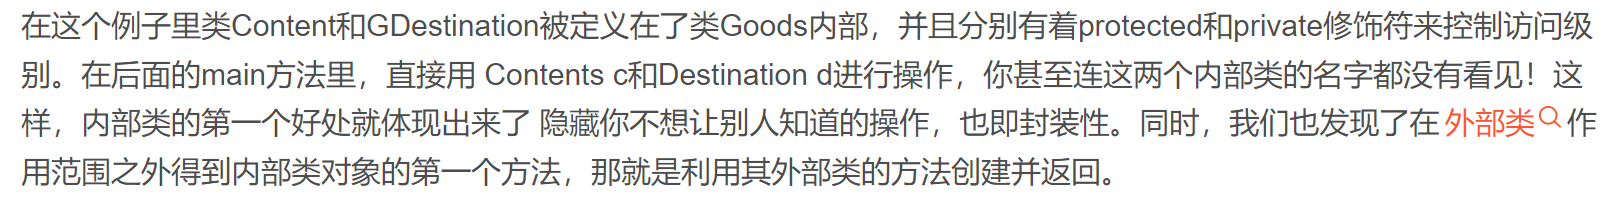 在这个例子里类Content和GDestination被定义在了类Goods内部，并且分别有着protected和private修饰符来控制访问级
别。在后面的main方法里，直接用 Contents c和Destination d进行操作，你甚至连这两个内部类的名字都没有看见！这
样，内部类的第一个好处就体现出来了 隐藏你不想让别人知道的操作，也即封装性。同时，我们也发现了在 外部类 作
用范围之外得到内部类对象的第一个方法，那就是利用其外部类的方法创建并返回。